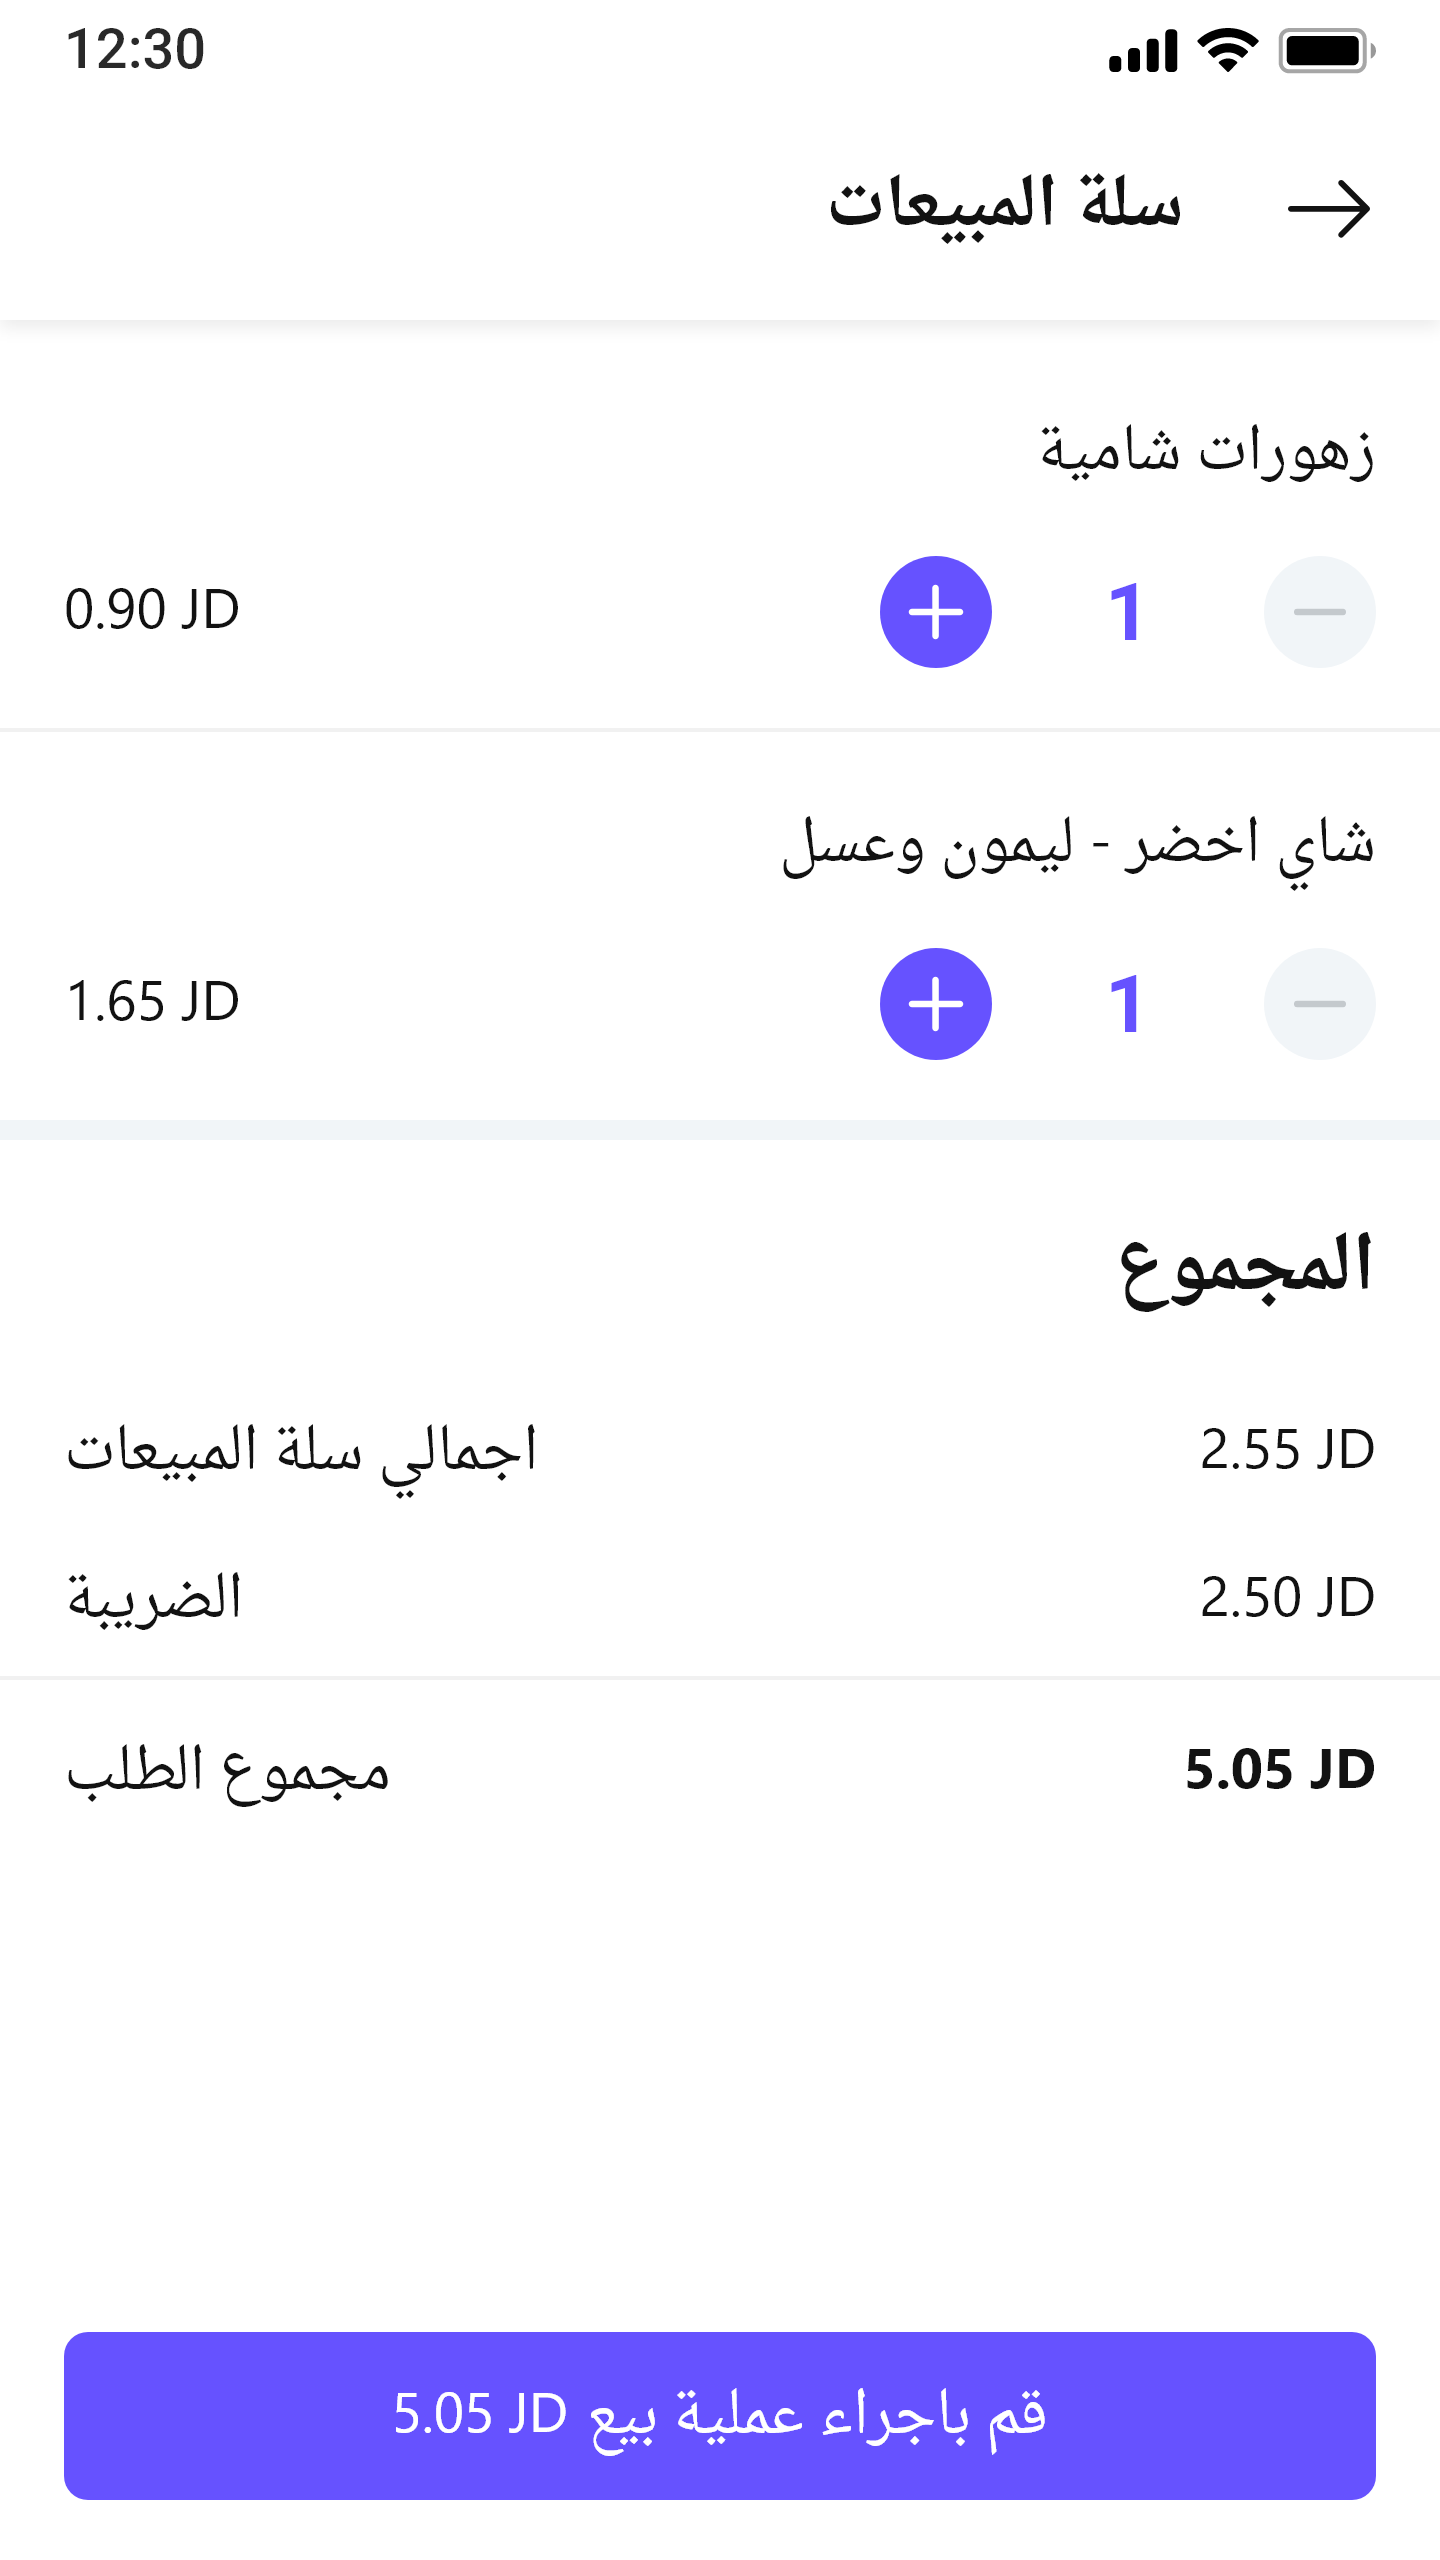 12:30
سلة المبيعات
زهورات شامية
1
0.90 JD
شاي اخضر - ليمون وعسل
1
1.65 JD
المجموع
2.55 JD
اجمالي سلة المبيعات
2.50 JD
الضريبة
5.05 JD
مجموع الطلب
قم باجراء عملية بيع 5.05 JD